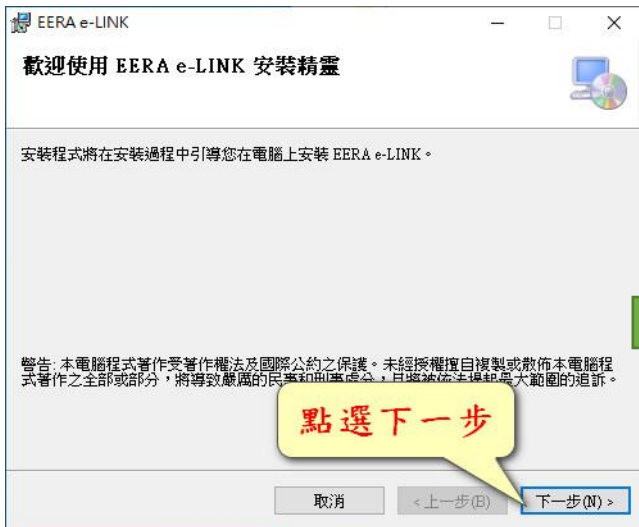 EERA e-LINK
歡迎使用 EERA e-LINK 安裝精靈
安裝程式將在安裝過程中引導您在電腦上安裝 EERA e-LINK。
警告: 本電腦程式著作受著作權法及國際公約之保護。未經授權擅自複製或散佈本電腦程
式著作之全部或部分,將導致嚴厲的民事和刑事處分,且將被依法提起最大範圍的追訴。
點選下一步
取消
<上一步(B)
下一步(N) >